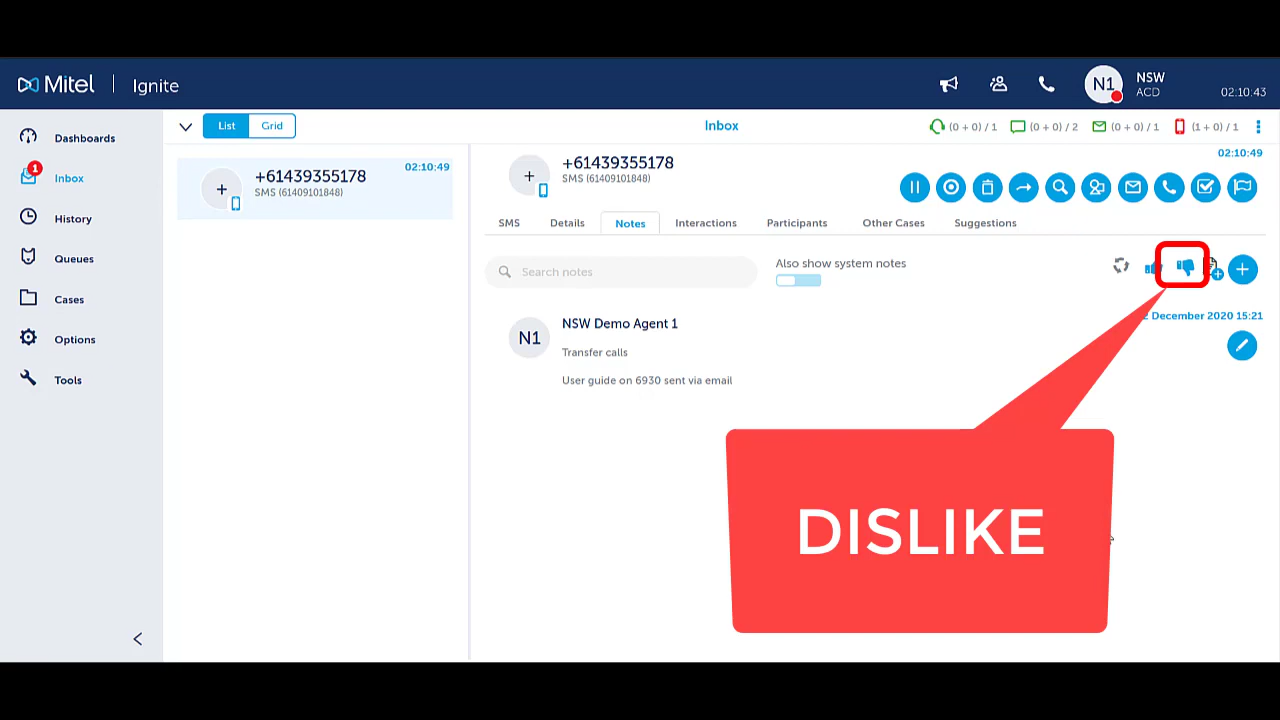 Mitel | Ignite
N1
NSW
ACD
02:10:43
Dashboards
1
Inbox
History
Queues
Cases
Options
Tools
List
Grid
Inbox
(0 + 0) / 1
(0 + 0) / 2
(0 + 0) / 1
(1 + 0) / 1
+61439355178
SMS (61409101848)
02:10:49
02:10:49
+61439355178
SMS (61409101848)
SMS
Details
Notes
Interactions
Participants
Other Cases
Suggestions
Search notes
Also show system notes
N1
NSW Demo Agent 1
December 2020 15:21
Transfer calls
User guide on 6930 sent via email
DISLIKE